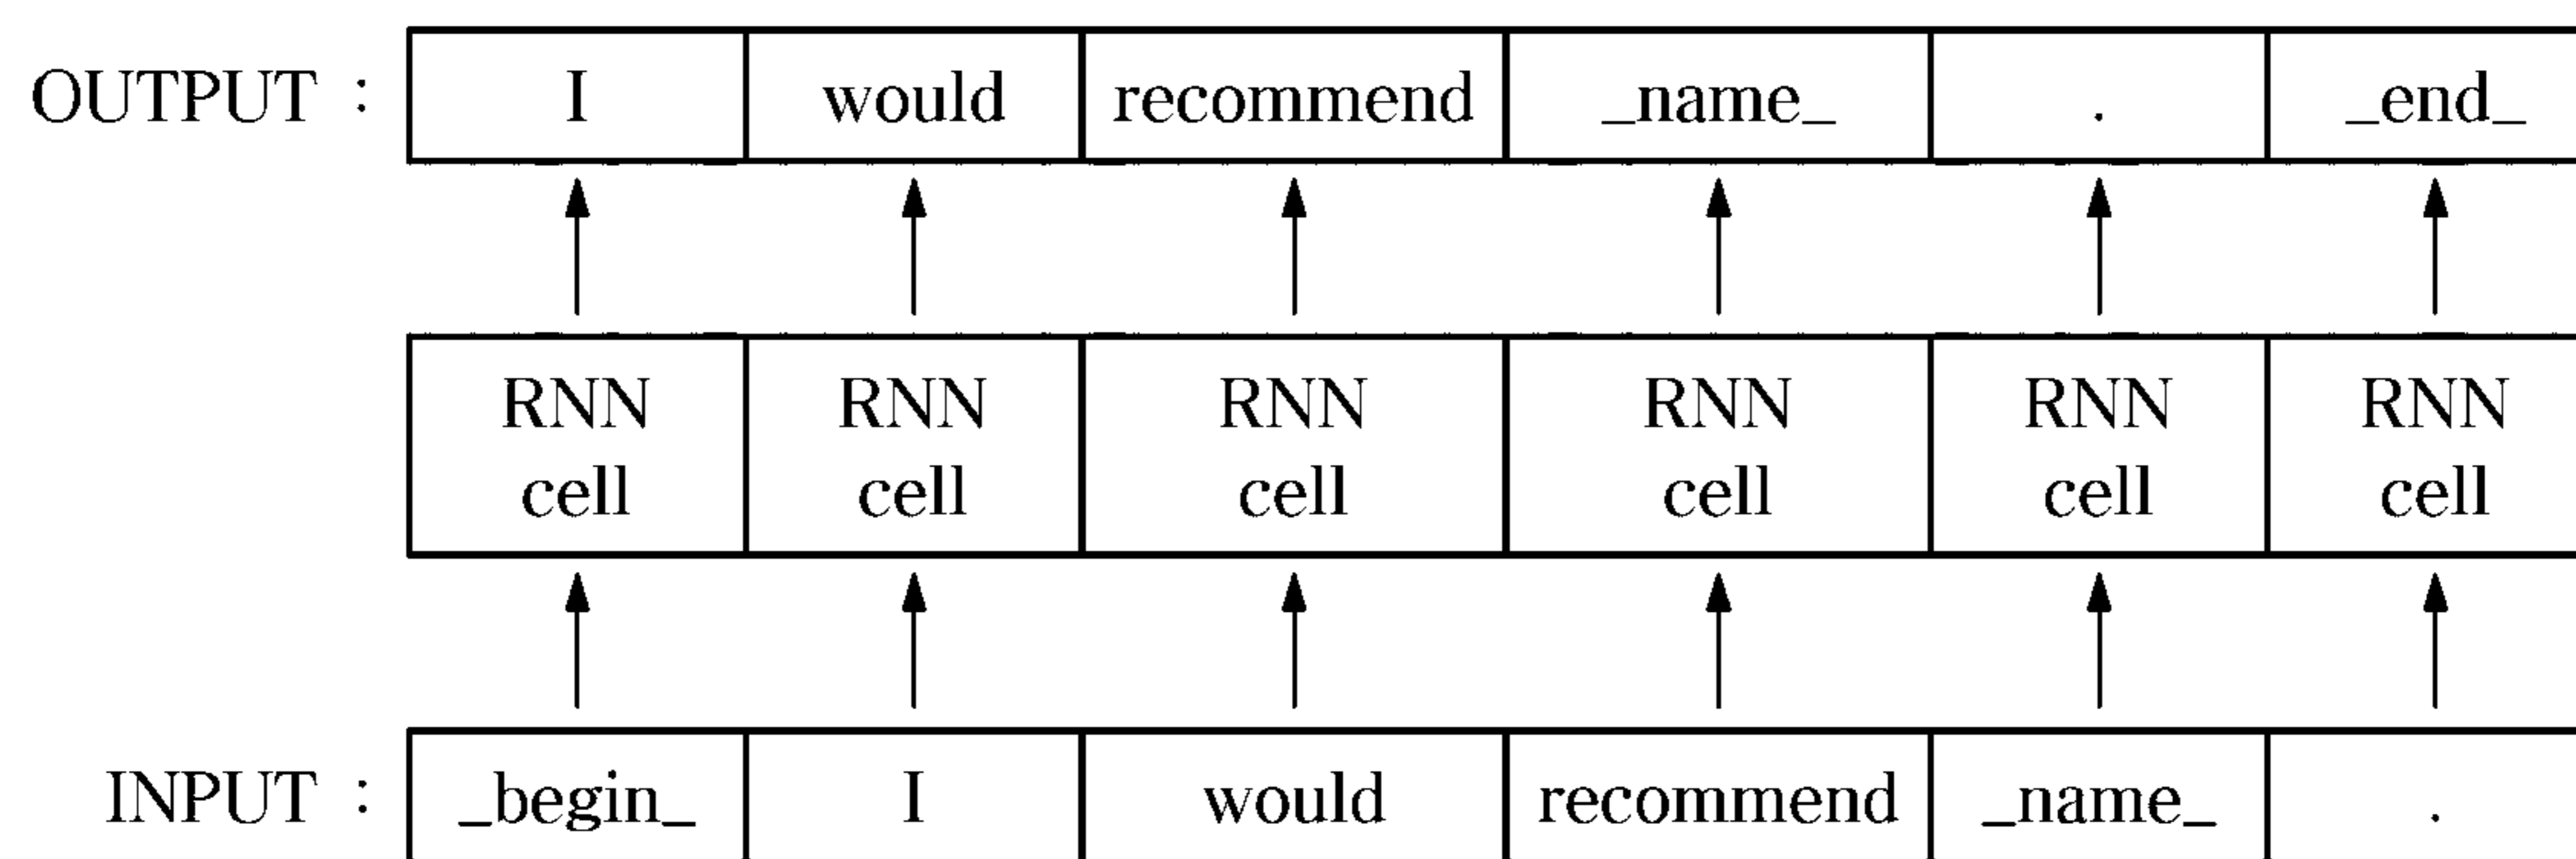 OUTPUT : I would recommend _name_ . _end_
RNN RNN RNN RNN RNN RNN
cell cell cell cell cell cell
INPUT : _begin_ I would recommend _name_ .